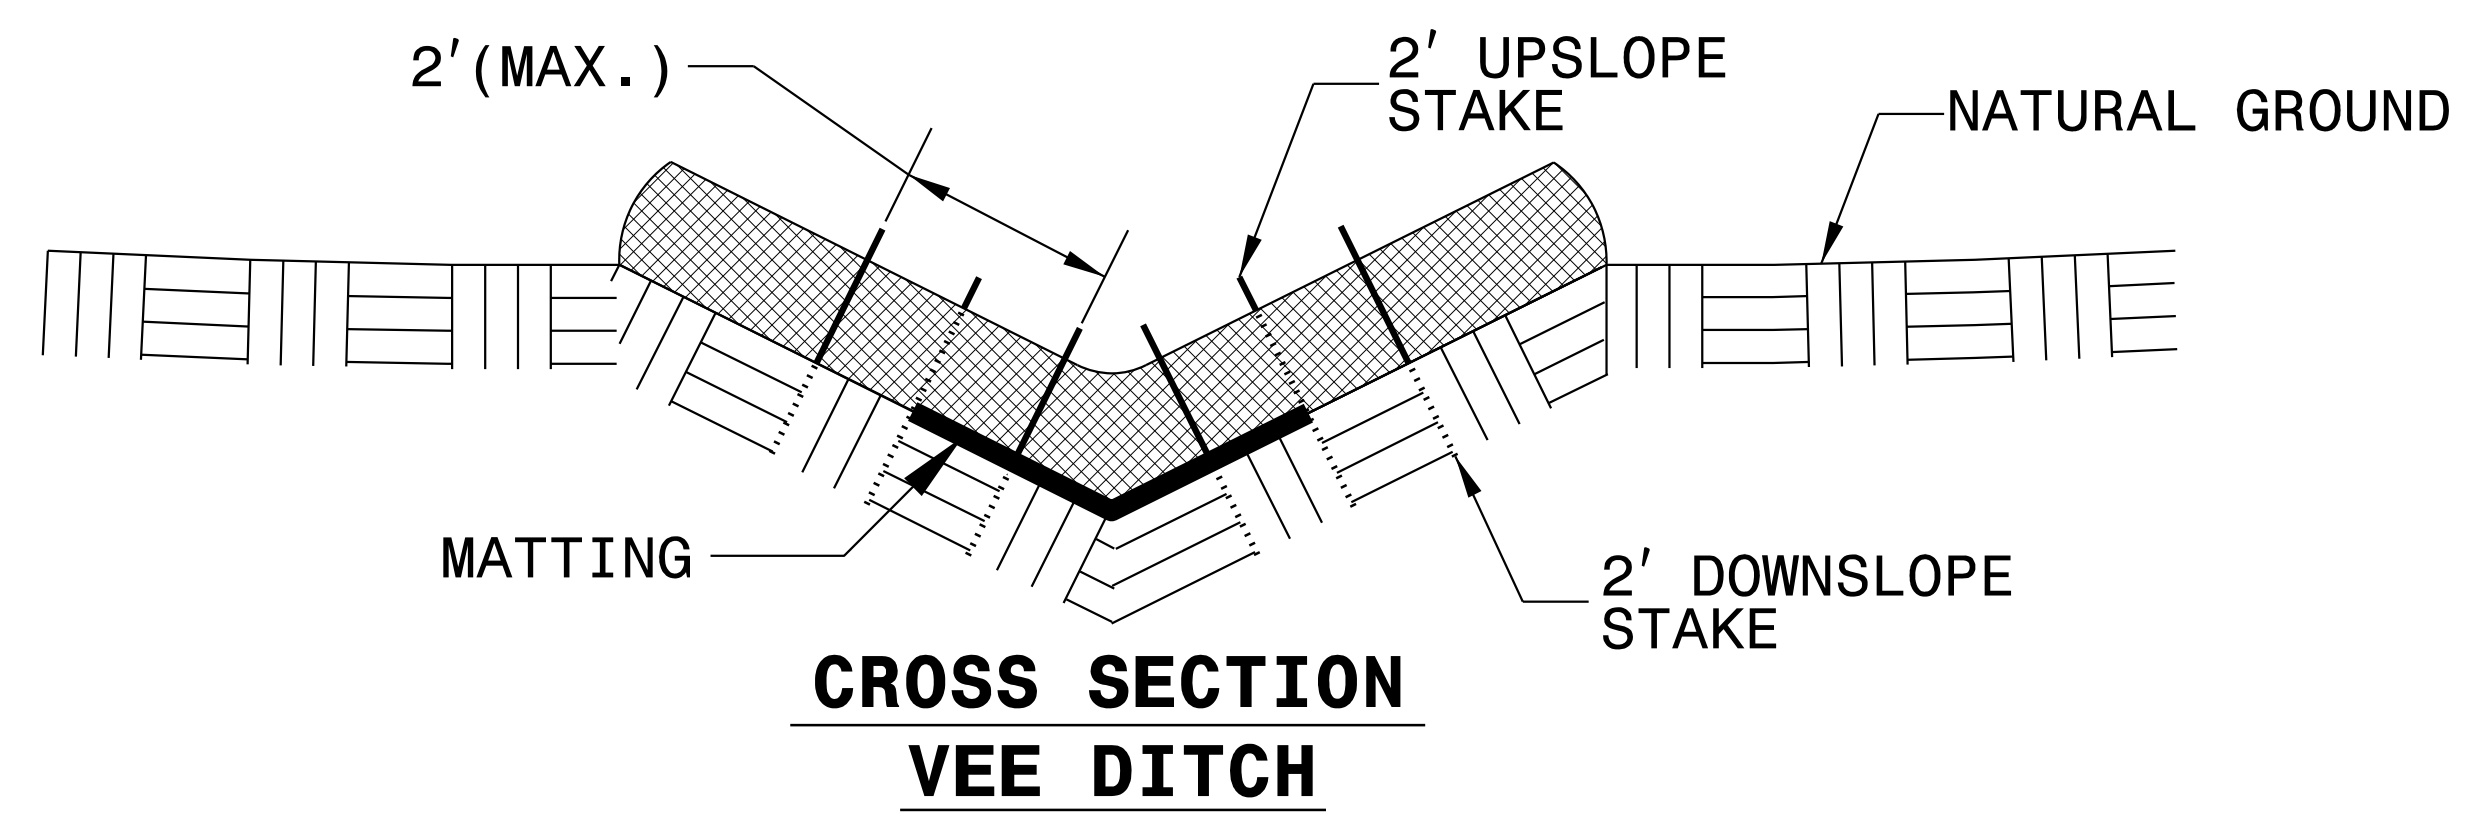 2'(MAX.)
2' UPSLOPE
STAKE
NATURAL GROUND
MATTING
2' DOWNSLOPE
STAKE
CROSS SECTION
VEE DITCH